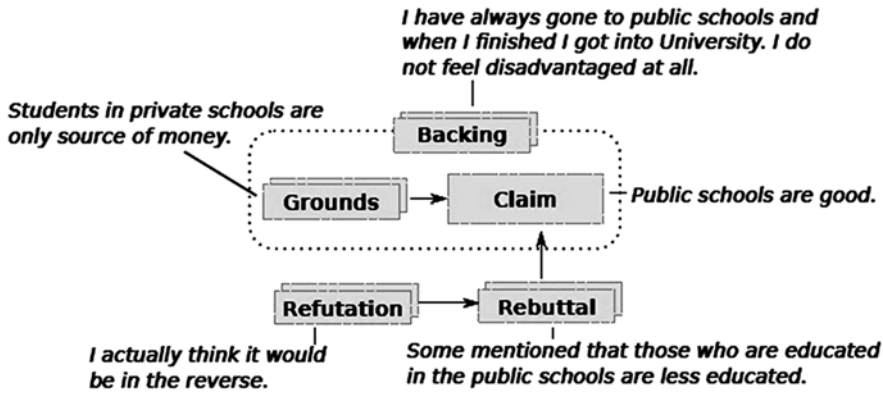 I have always gone to public schools and
when I finished I got into University. I do
not feel disadvantaged at all.
Students in private schools are
only source of money.
Backing
Grounds
Claim
Public schools are good.
Refutation
Rebuttal
I actually think it would
be in the reverse.
Some mentioned that those who are educated
in the public schools are less educated.